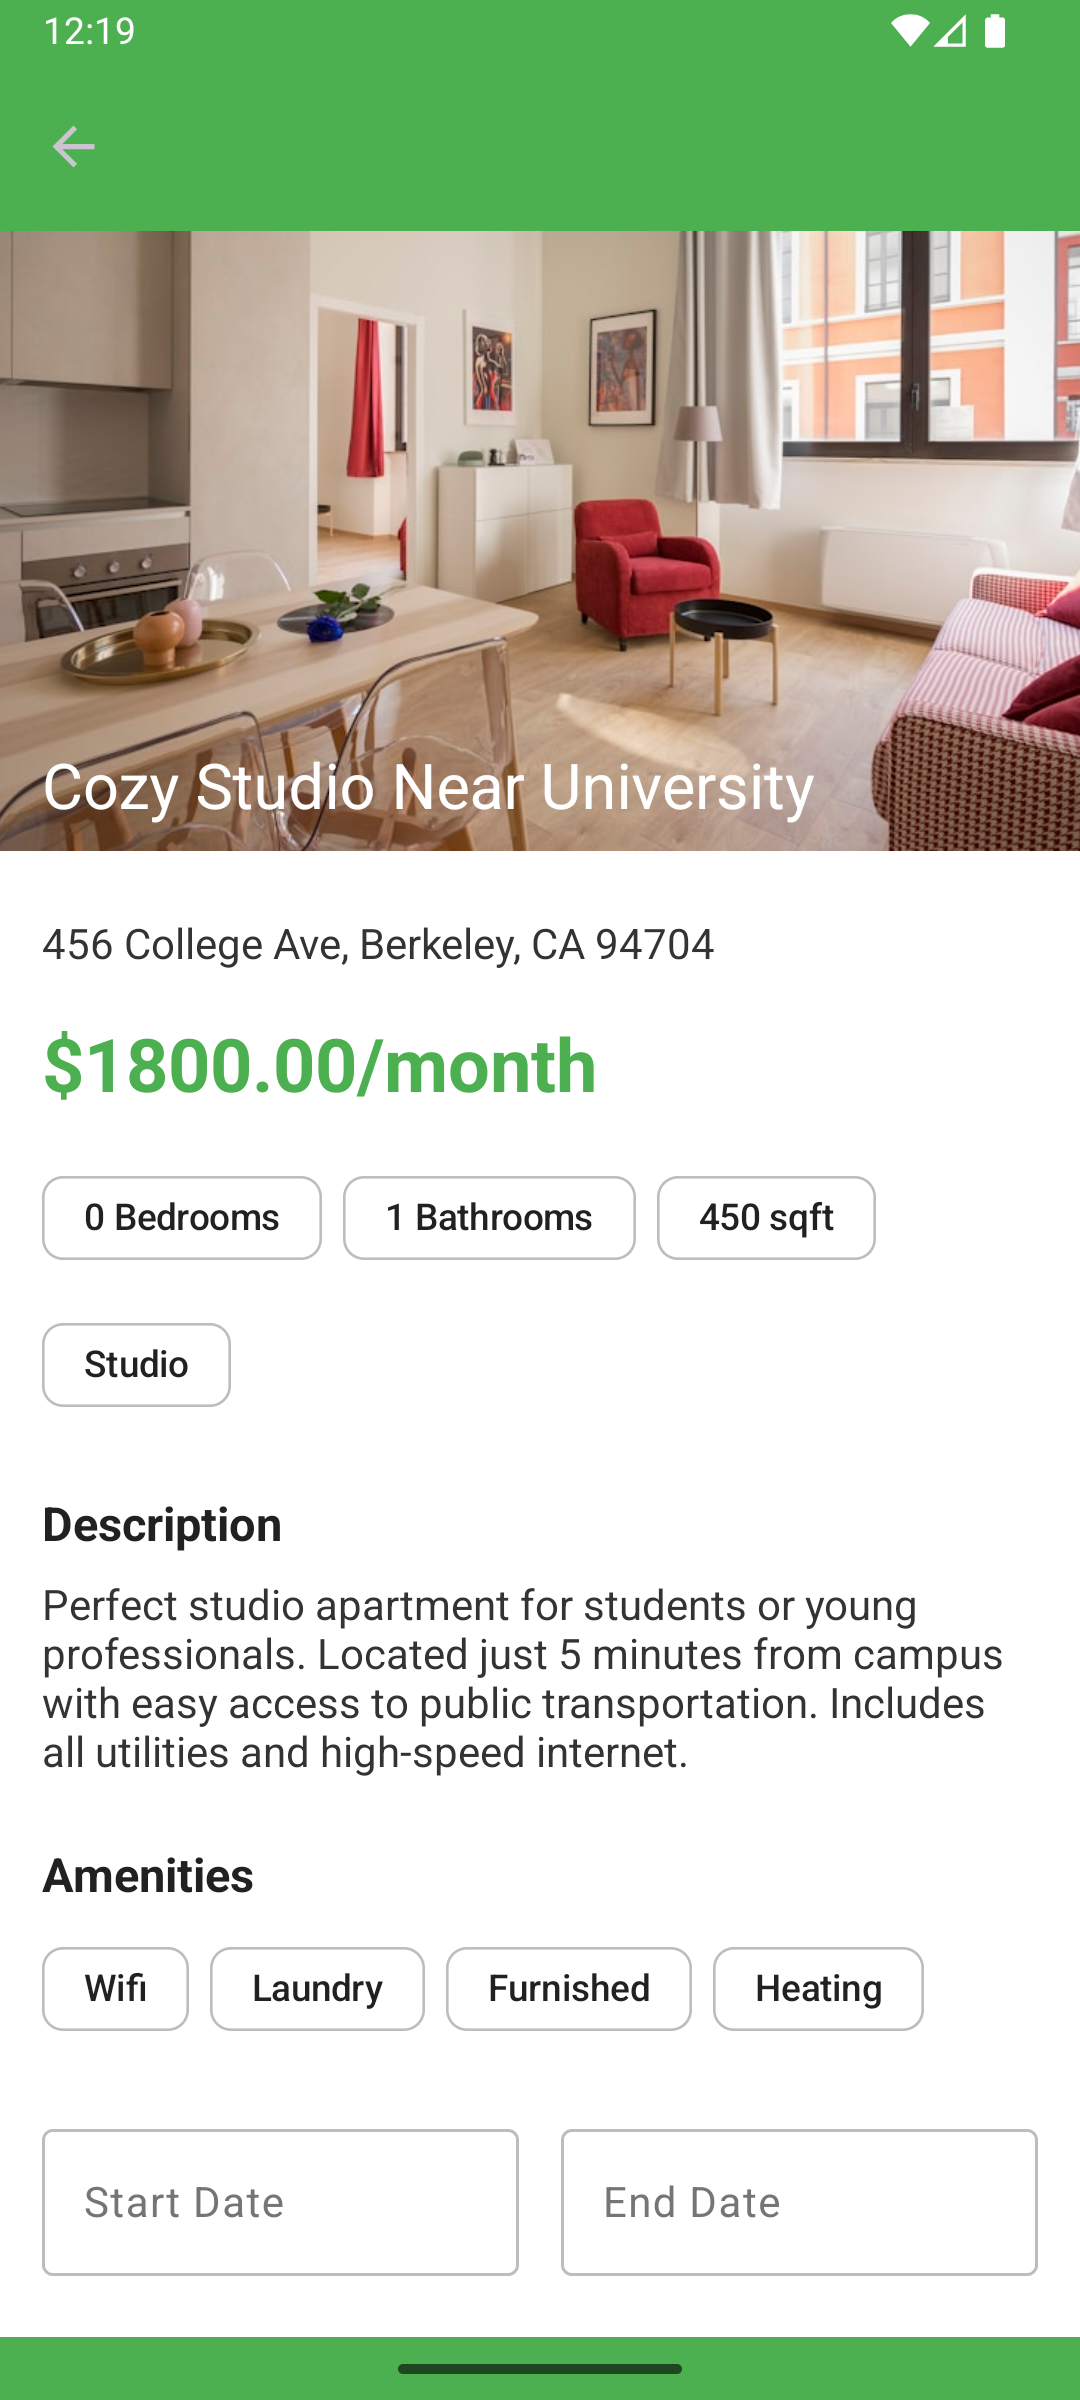 12:19
Cozy Studio Near University
456 College Ave, Berkeley, CA 94704
$1800.00/month
0 Bedrooms
1 Bathrooms
450 sqft
Studio
Description
Perfect studio apartment for students or young
professionals. Located just 5 minutes from campus
with easy access to public transportation. Includes
all utilities and high-speed internet.
Amenities
Wifi
Laundry
Furnished
Heating
Start Date
End Date